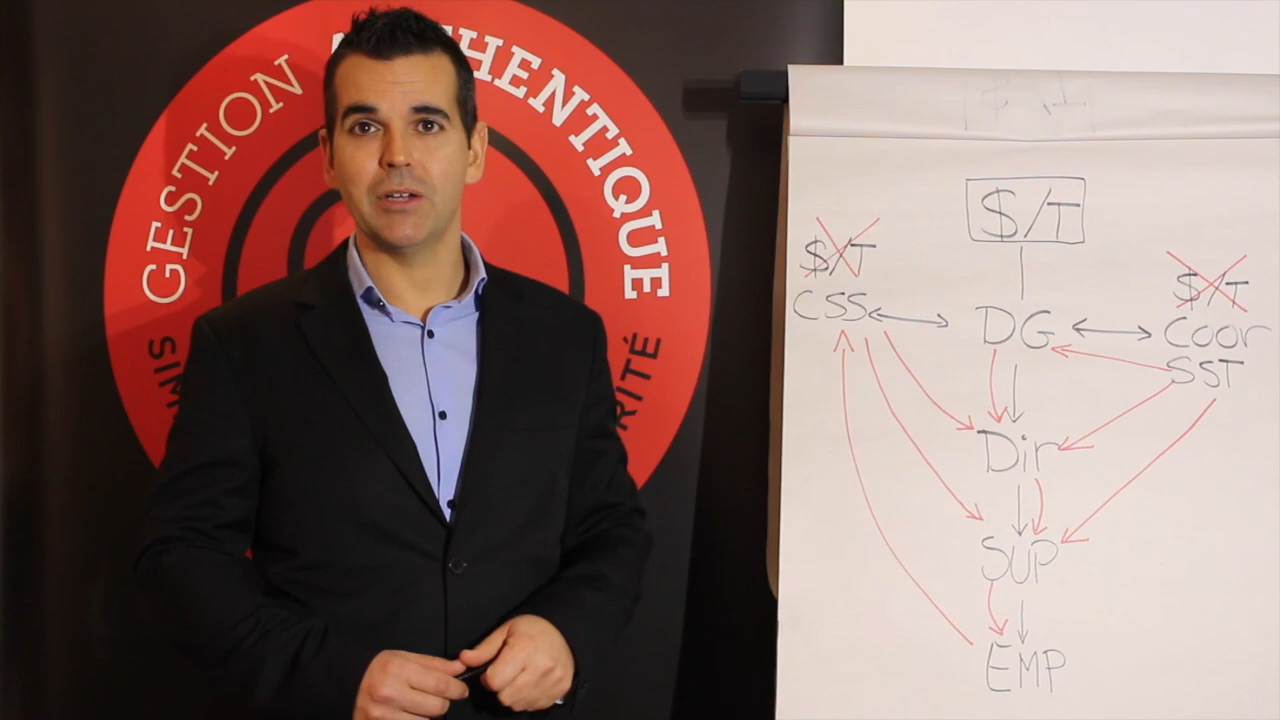 GESTION AUTHENTIQUE
RITÉ
$/T
$/T
$/T
CSS
DG
Coor
SST
Dir
SUP
EMP